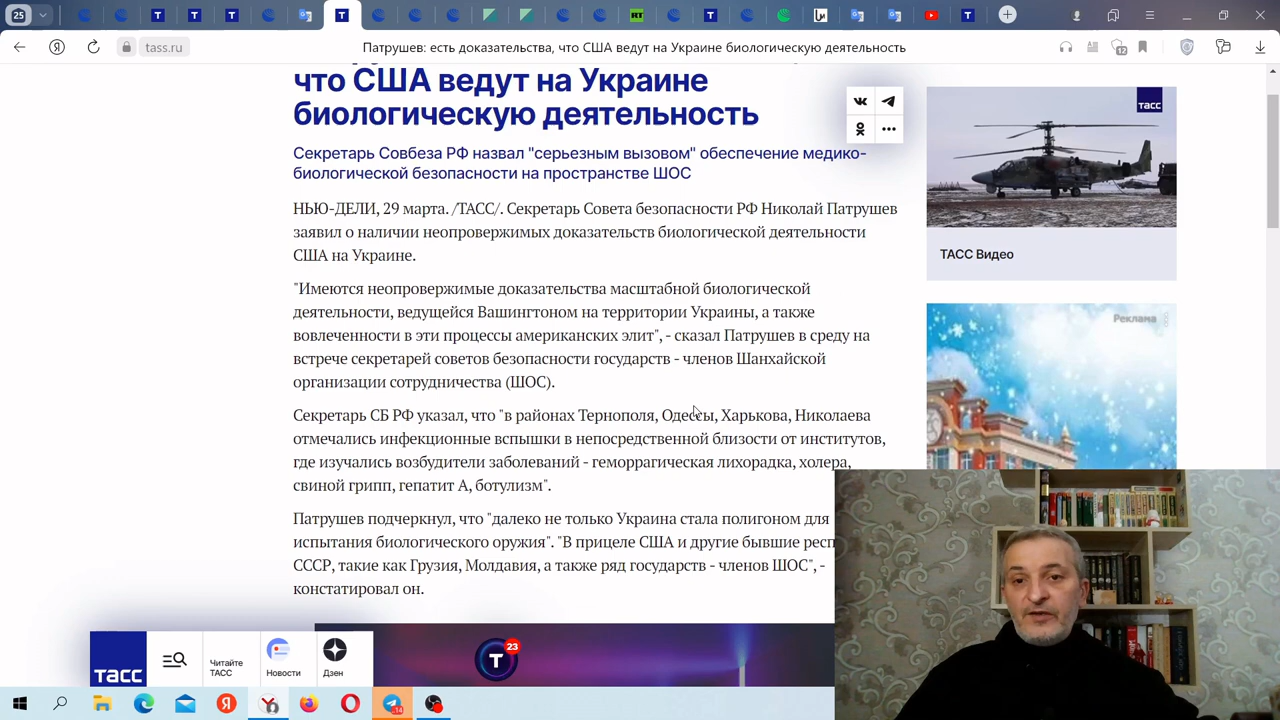 25
tass.ru
Патрушев: есть доказательства, что США ведут на Украине биологическую деятельность
12
что США ведут на Украине
биологическую деятельность
Секретарь Совбеза РФ назвал "серьезным вызовом" обеспечение медико-
биологической безопасности на пространстве ШОС
НЬЮ-ДЕЛИ, 29 марта. /ТАСС/. Секретарь Совета безопасности РФ Николай Патрушев
заявил о наличии неопровержимых доказательств биологической деятельности
США на Украине.
"Имеются неопровержимые доказательства масштабной биологической
деятельности, ведущейся Вашингтоном на территории Украины, а также
вовлеченности в эти процессы американских элит", - сказал Патрушев в среду на
встрече секретарей советов безопасности государств - членов Шанхайской
организации сотрудничества (ШОС).
Секретарь СБ РФ указал, что "в районах Тернополя, Одессы, Харькова, Николаева
отмечались инфекционные вспышки в непосредственной близости от институтов,
где изучались возбудители заболеваний - геморрагическая лихорадка, холера,
свиной грипп, гепатит А, ботулизм".
Патрушев подчеркнул, что "далеко не только Украина стала полигоном для
испытания биологического оружия". "В прицеле США и другие бывшие респ
СССР, такие как Грузия, Молдавия, а также ряд государств - членов ШОС", -
констатировал он.
ТАСС
ТАСС Видео
Реклама
ТАСС
Читайте
ТАСС
Новости
Дзен
Т
23
14